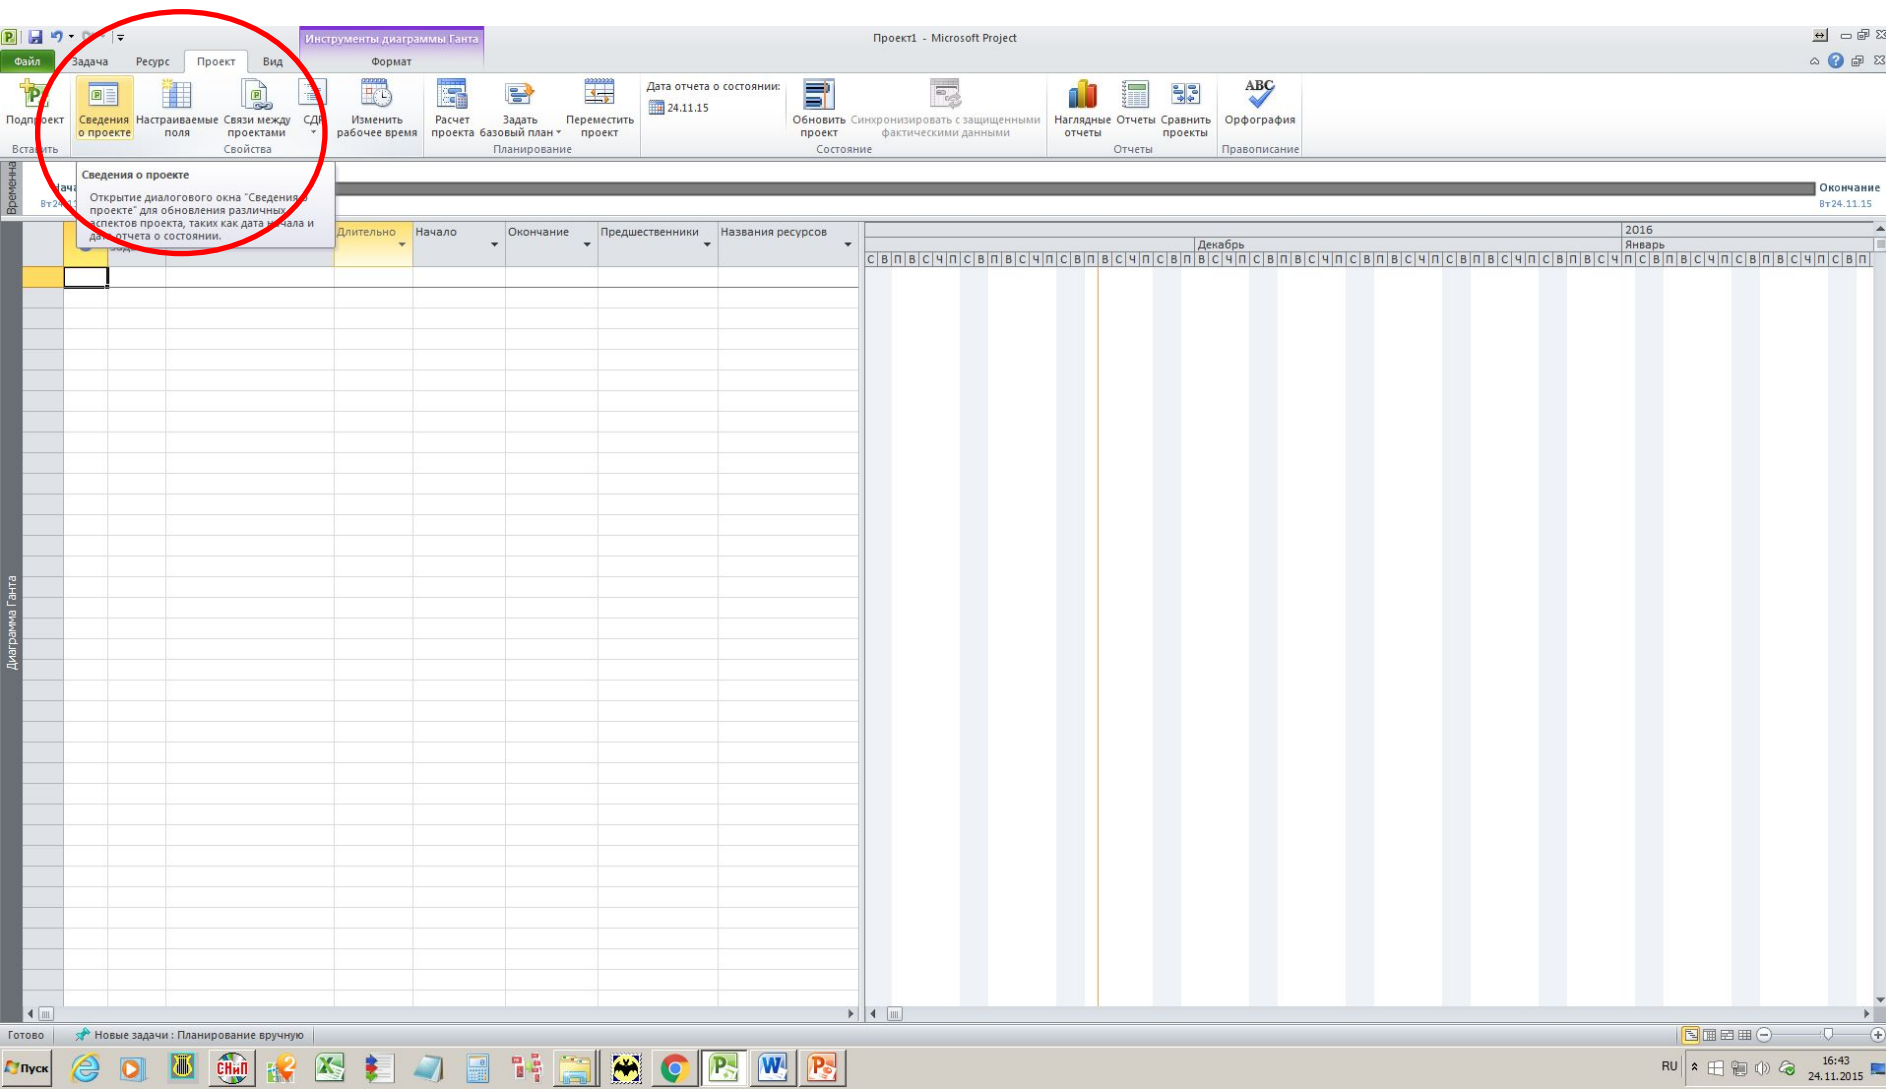 Инструменты диаграммы Ганта
Проект1 - Microsoft Project
Файл Задача Ресурс Проект Вид Формат
Подпроект
Сведения о проекте
Настраиваемые поля
Связи между проектами
Изменить рабочее время
Расчет проекта
Задать базовый план
Переместить проект
Дата отчета о состоянии:
24.11.15
Обновить проект
Синхронизировать с защищенными фактическими данными
Наглядные отчеты
Отчеты
Сравнить проекты
ABC
Орфография
Вставить Свойства Планирование Состояние Отчеты Правописание
Временна
Сведения о проекте
Открытие диалогового окна "Сведения о
проекте" для обновления различных
аспектов проекта, таких как дата начала и
дата отчета о состоянии.
Окончание
Вт24.11.15
Длительно Начало Окончание Предшественники Названия ресурсов
2016
Декабрь Январь
С В П В С Ч П С В П В С Ч П С В П В С Ч П С В П В С Ч П С В П В С Ч П С В П В С Ч П С В П В С Ч П С В П В С Ч П С В П В С Ч П С В П
Диаграмма Ганта
Готово Новые задачи : Планирование вручную
Пуск
СНиП
RU
16:43
24.11.2015